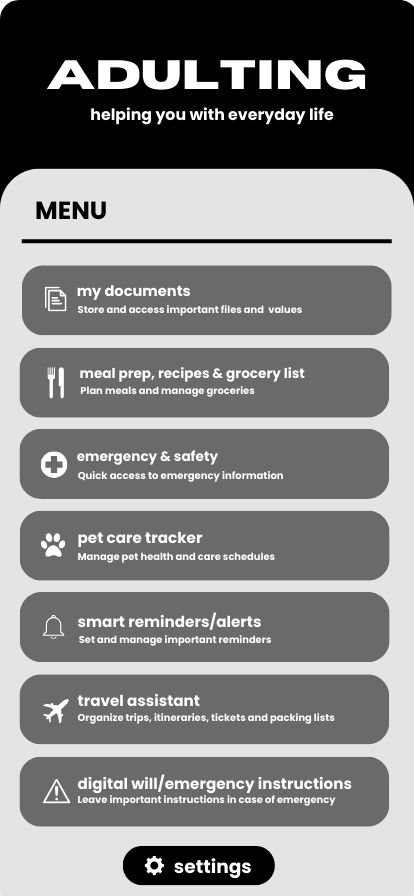 ADULTING
helping you with everyday life
MENU
my documents
Store and access important files and values
meal prep, recipes & grocery list
Plan meals and manage groceries
emergency & safety
Quick access to emergency information
pet care tracker
Manage pet health and care schedules
smart reminders/alerts
Set and manage important reminders
travel assistant
Organize trips, itineraries, tickets and packing lists
digital will/emergency instructions
Leave important instructions in case of emergency
settings